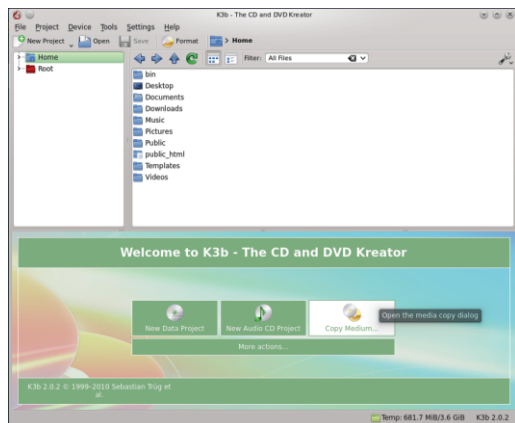 K3b - The CD and DVD Kreator
File Project Device Tools Settings Help
New Project Open Save Format > Home
Home
Root
Filter: All Files
bin
Desktop
Documents
Downloads
Music
Pictures
Public
public_html
Templates
Videos
Welcome to K3b - The CD and DVD Kreator
New Data Project New Audio CD Project Copy Medium...
Open the media copy dialog
More actions...
K3b 2.0.2 © 1999-2010 Sebastian Trüg et
al.
Temp: 681.7 MiB/3.6 GiB K3b 2.0.2